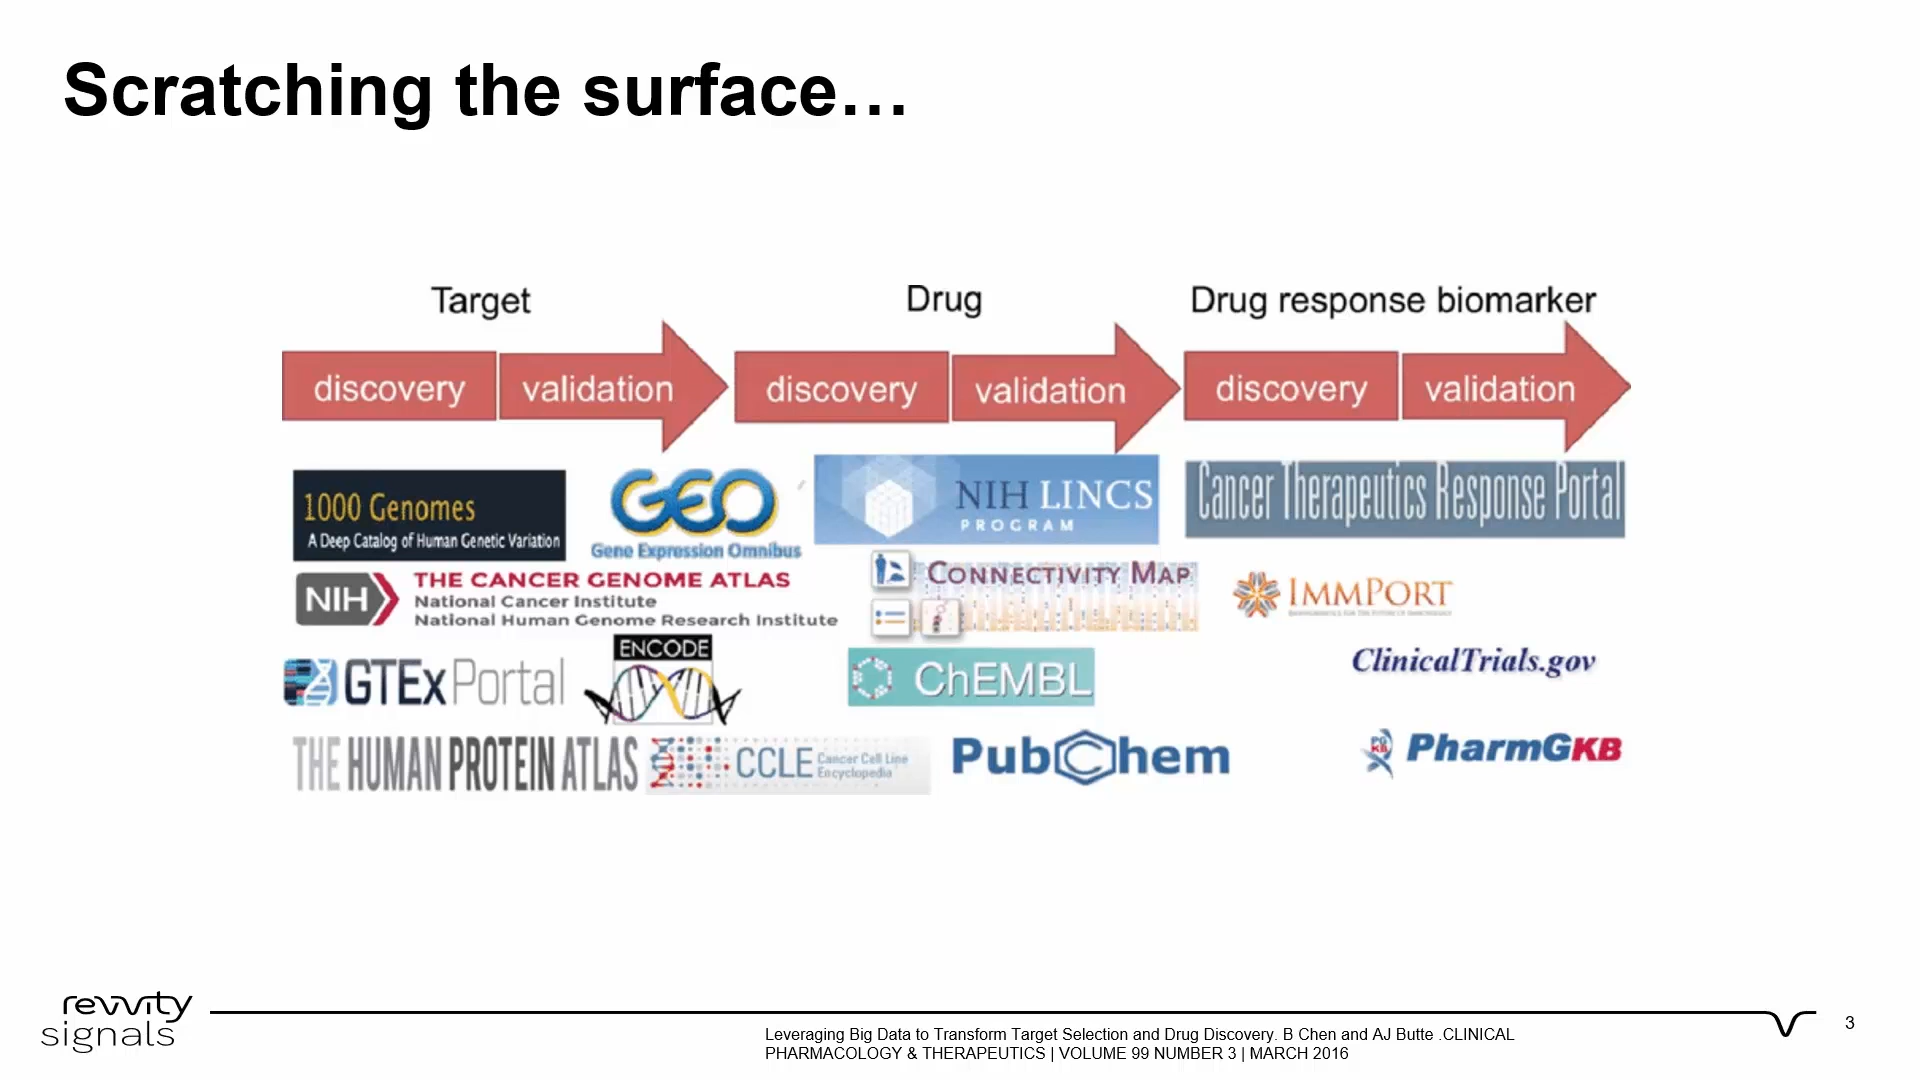 Scratching the surface…
Target
Drug
Drug response biomarker
discovery
validation
discovery
validation
discovery
validation
1000 Genomes
A Deep Catalog of Human Genetic Variation
GEO
Gene Expression Omnibus
NIH LINCS
PROGRAM
Cancer Therapeutics Response Portal
NIH
THE CANCER GENOME ATLAS
National Cancer Institute
National Human Genome Research Institute
CONNECTIVITY MAP
IMMPORT
GTEx Portal
ENCODE
ChEMBL
ClinicalTrials.gov
THE HUMAN PROTEIN ATLAS
CCLE
Cancer Cell Line
Encyclopedia
PubChem
PG
KB
PharmGKB
revvity
signals
Leveraging Big Data to Transform Target Selection and Drug Discovery. B Chen and AJ Butte .CLINICAL
PHARMACOLOGY & THERAPEUTICS | VOLUME 99 NUMBER 3 | MARCH 2016
3